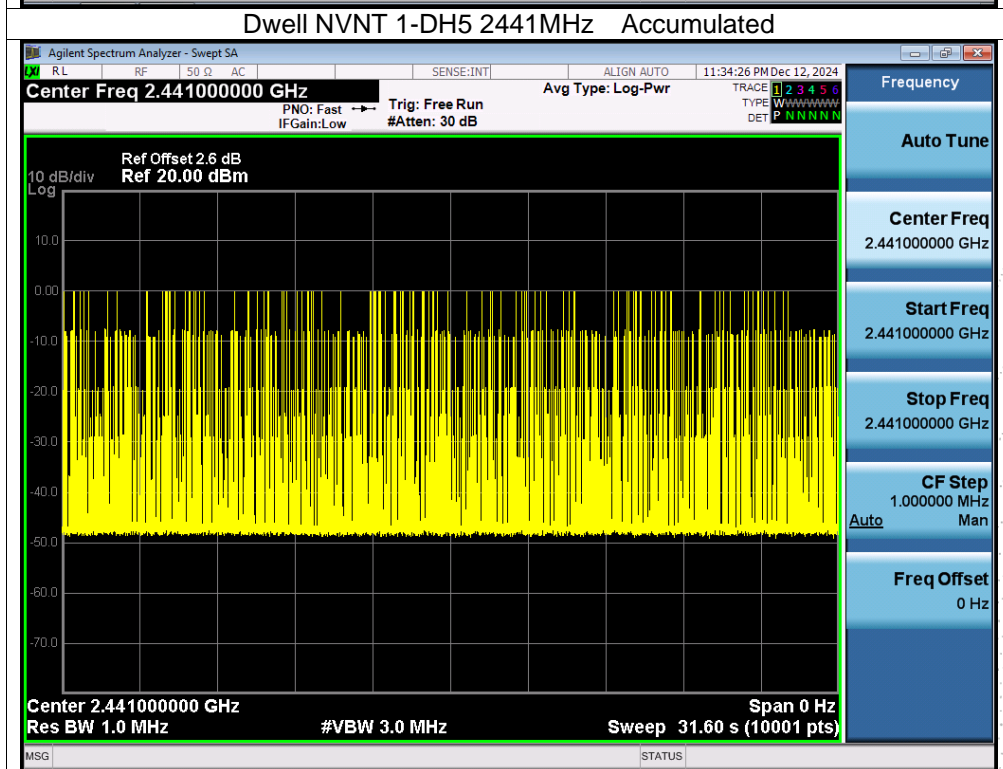 Dwell NVNT 1-DH5 2441MHz Accumulated
Agilent Spectrum Analyzer - Swept SA
LXI RL RF 50 Ω AC SENSE:INT ALIGN AUTO 11:34:26 PM Dec 12, 2024
Center Freq 2.441000000 GHz
PNO: Fast
IFGain:Low
Trig: Free Run
#Atten: 30 dB
Avg Type: Log-Pwr
TRACE 1 2 3 4 5 6
TYPE WWWWWW
DET P N N N N N
Ref Offset 2.6 dB
10 dB/div Ref 20.00 dBm
Log
10.0
0.00
-10.0
-20.0
-30.0
-40.0
-50.0
-60.0
-70.0
Center 2.441000000 GHz Span 0 Hz
Res BW 1.0 MHz #VBW 3.0 MHz Sweep 31.60 s (10001 pts)
MSG STATUS
Frequency
Auto Tune
Center Freq
2.441000000 GHz
Start Freq
2.441000000 GHz
Stop Freq
2.441000000 GHz
CF Step
1.000000 MHz
Auto Man
Freq Offset
0 Hz